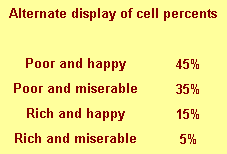 Alternate display of cell percents
Poor and happy 45%
Poor and miserable 35%
Rich and happy 15%
Rich and miserable 5%